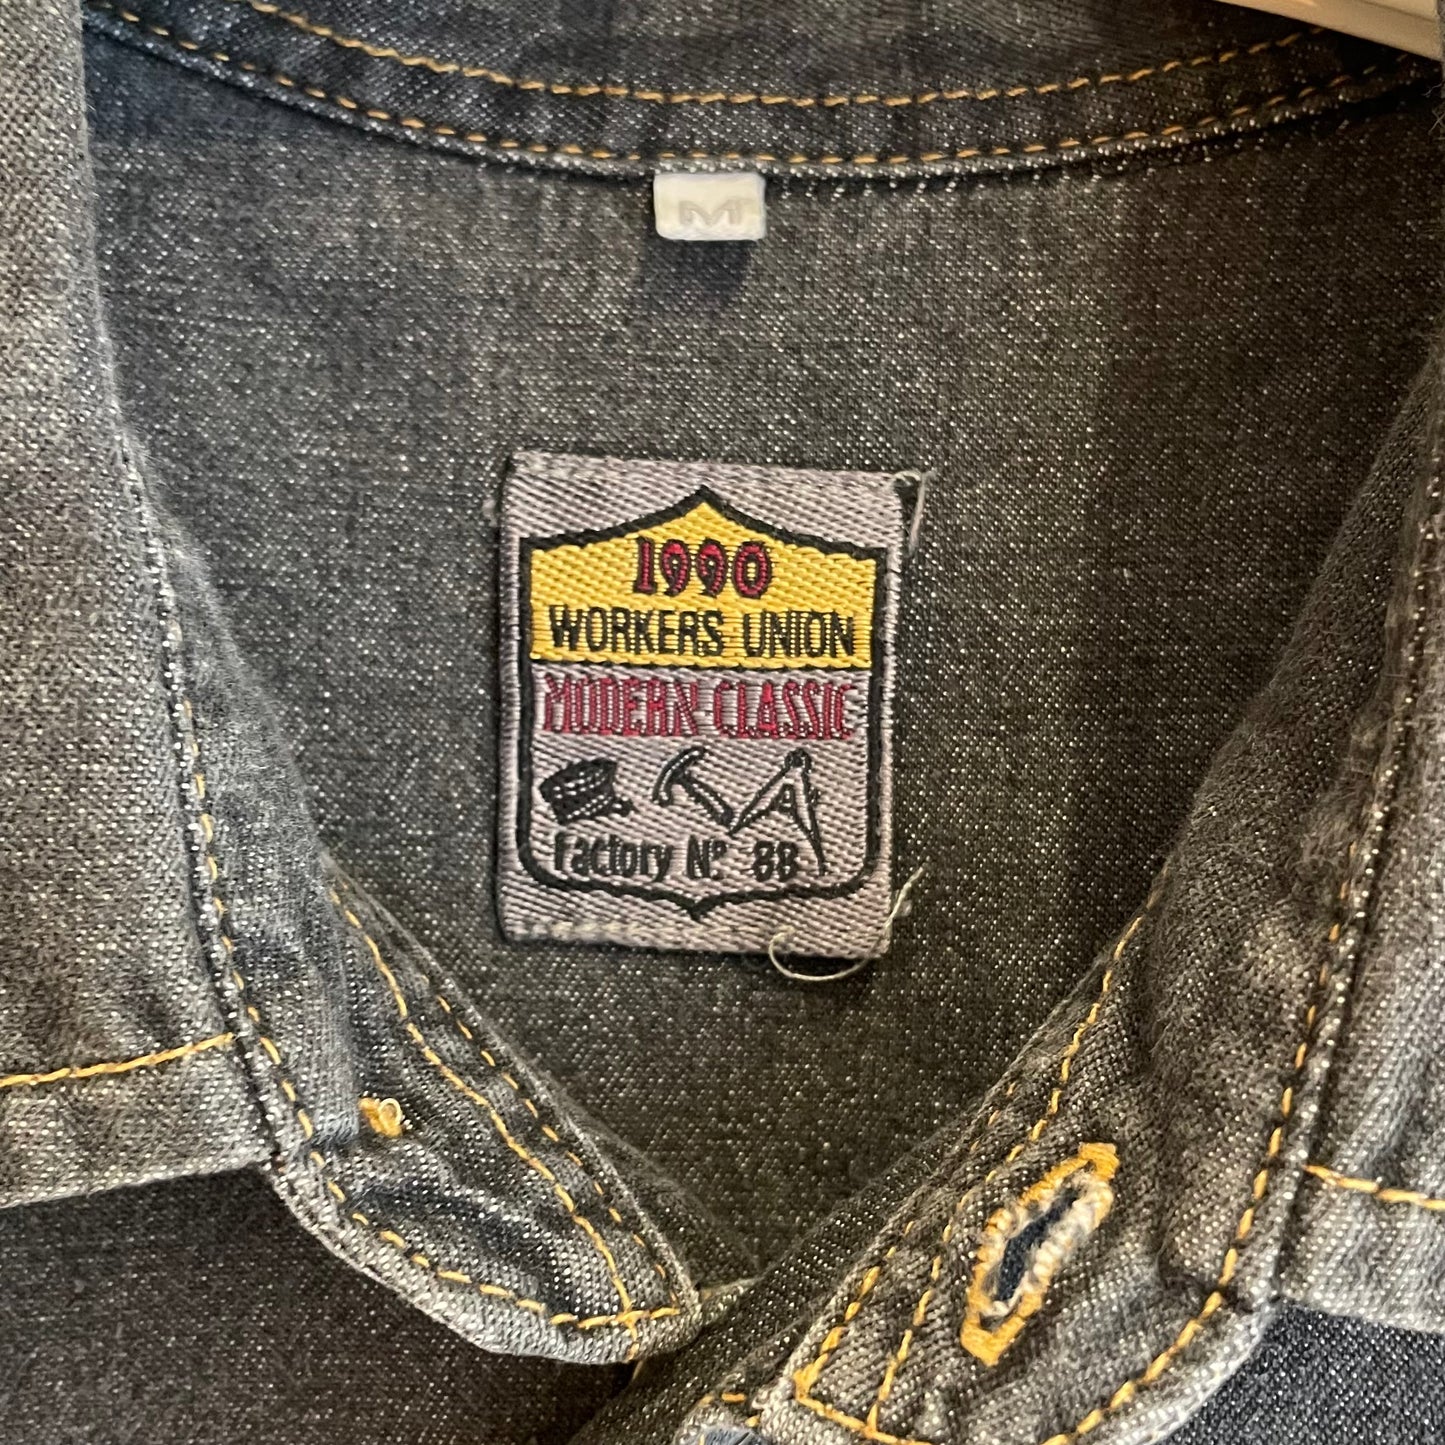 M
1990
WORKERS UNION
MODERN-CLASSIC
Factory Nº 88